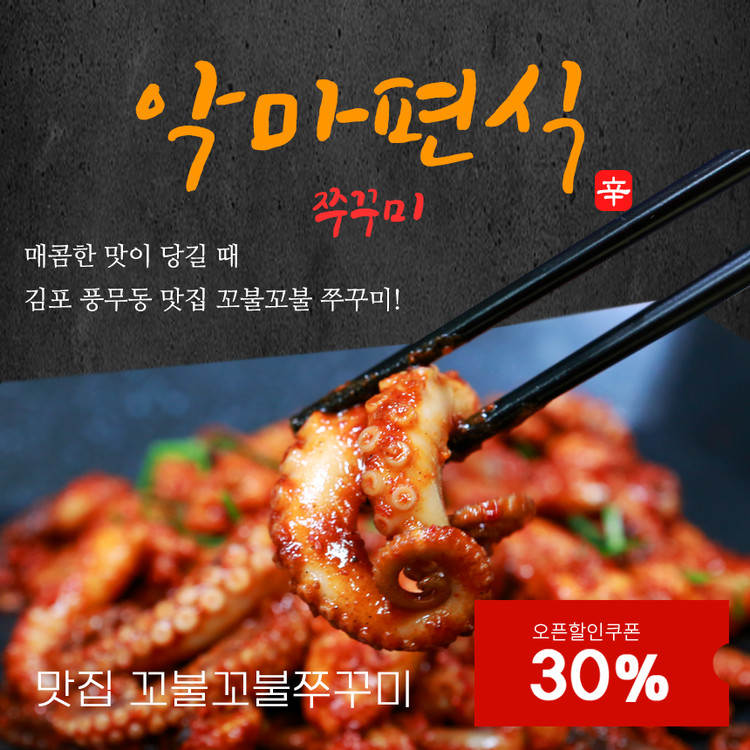 악마편식
쭈꾸미
辛
매콤한 맛이 당길 때
김포 풍무동 맛집 꼬불꼬불 쭈꾸미!
오픈할인쿠폰
30%
맛집 꼬불꼬불쭈꾸미